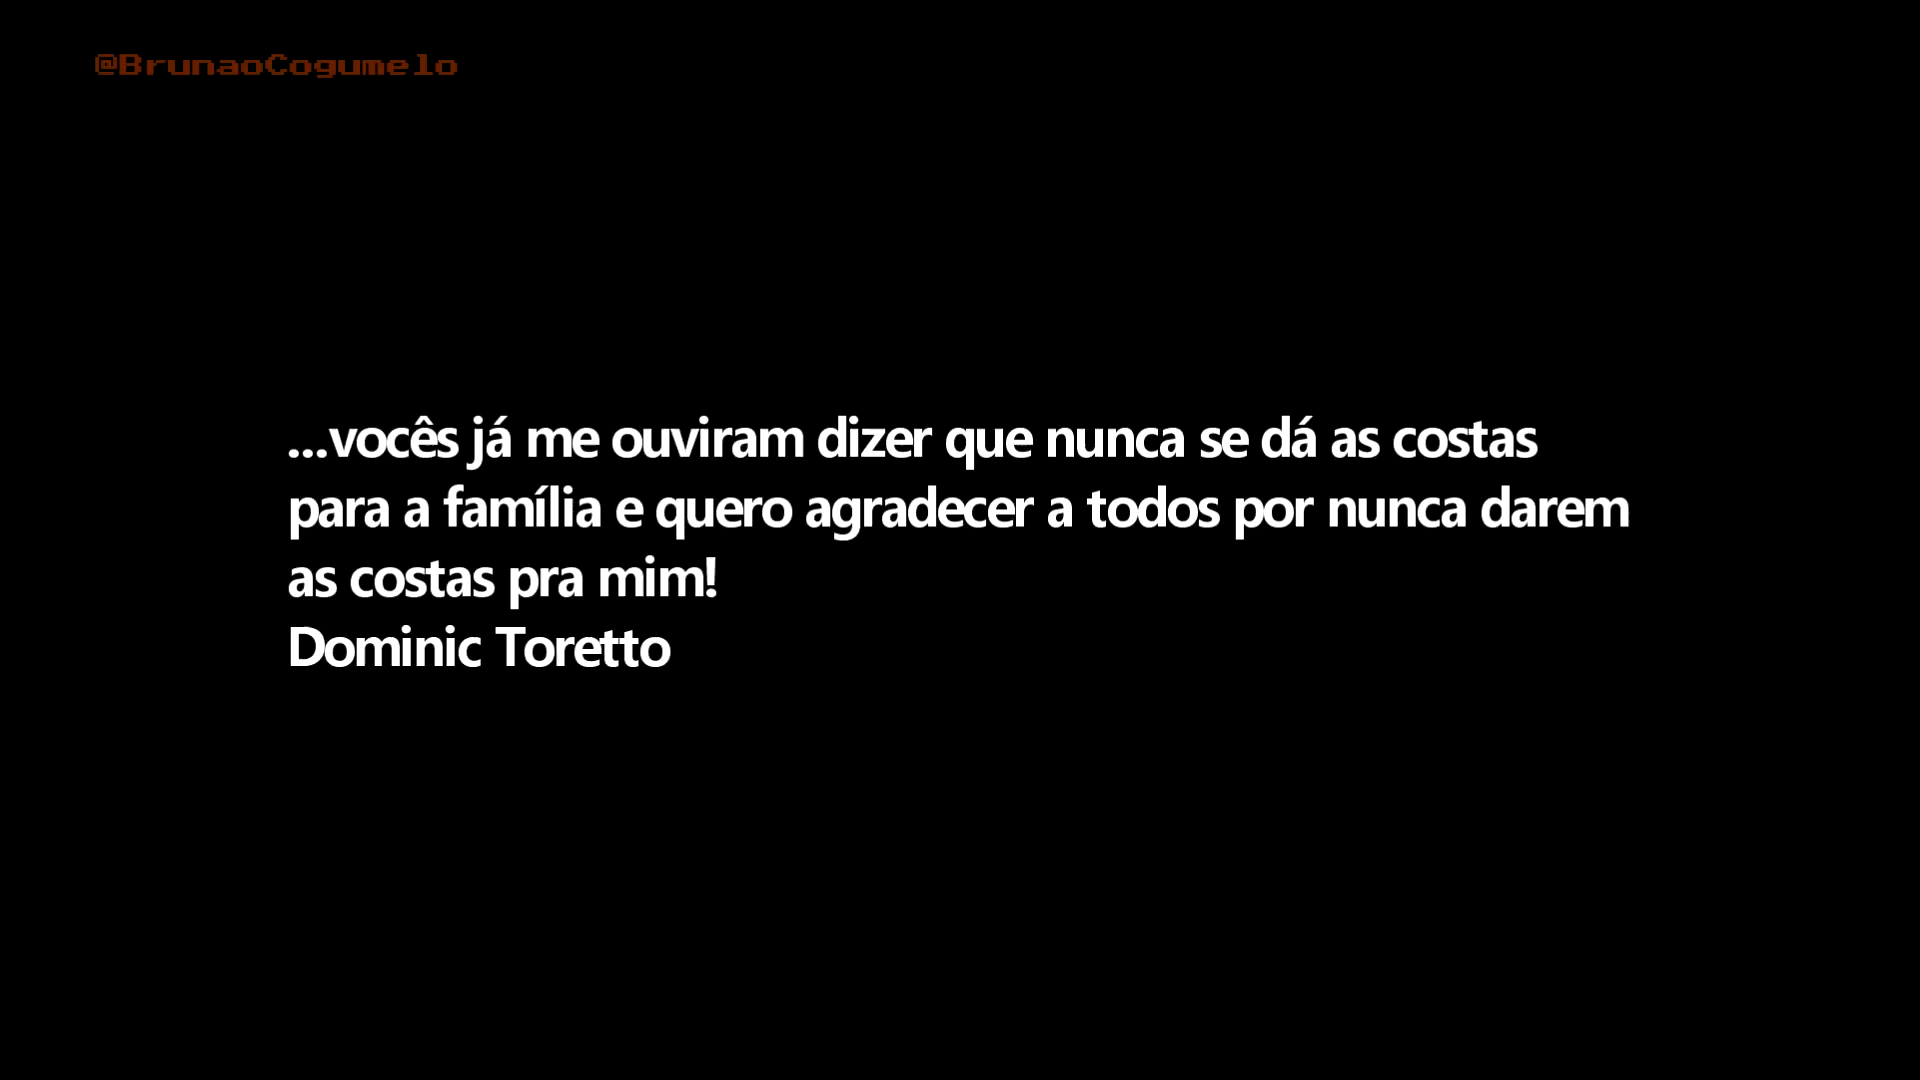 @BrunaoCogumelo
...vocês já me ouviram dizer que nunca se dá as costas
para a família e quero agradecer a todos por nunca darem
as costas pra mim!
Dominic Toretto